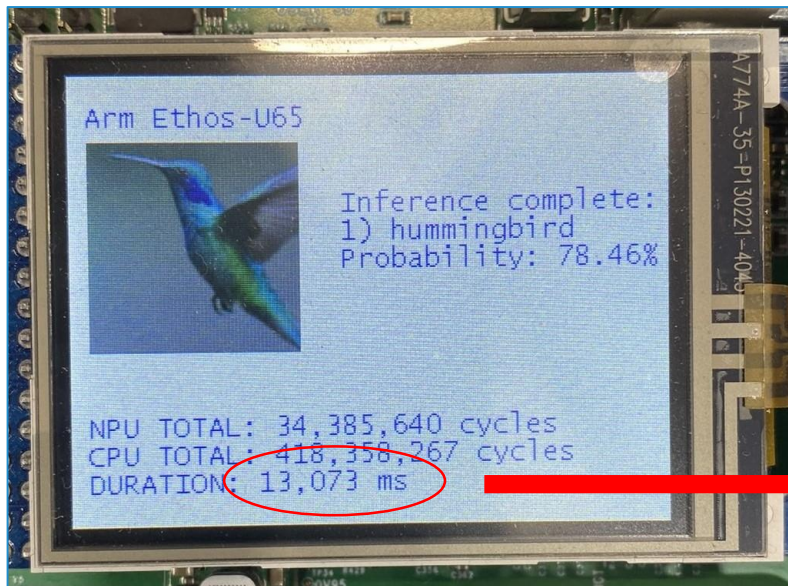 Arm Ethos-U65
Inference complete:
1) hummingbird
Probability: 78.46%
NPU TOTAL: 34,385,640 cycles
CPU TOTAL: 418,358,267 cycles
DURATION: 13,073 ms